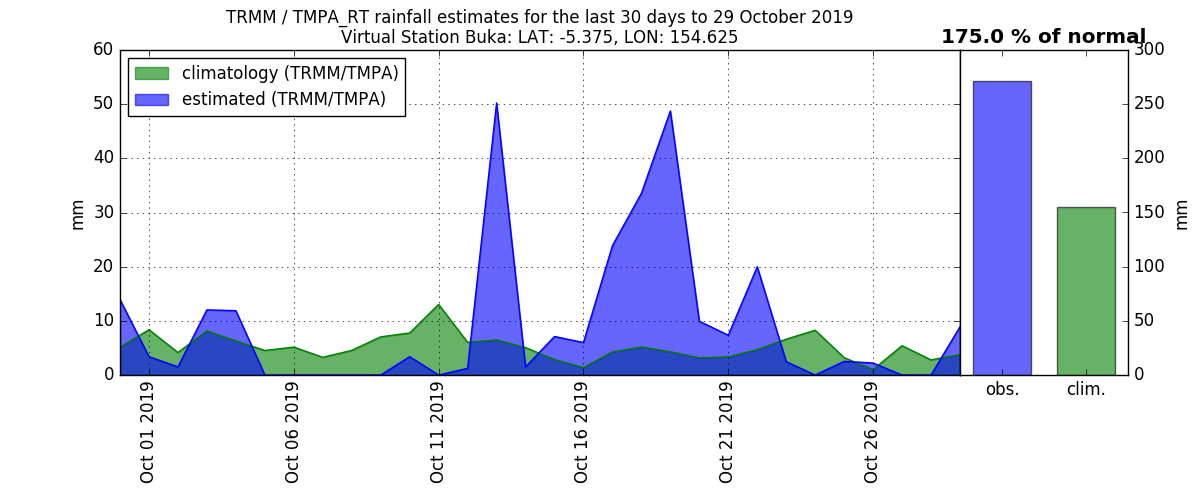 TRMM / TMPA_RT rainfall estimates for the last 30 days to 29 October 2019
Virtual Station Buka: LAT: -5.375, LON: 154.625
175.0 % of normal
climatology (TRMM/TMPA)
estimated (TRMM/TMPA)
60
50
40
30
20
10
0
mm
Oct 01 2019
Oct 06 2019
Oct 11 2019
Oct 16 2019
Oct 21 2019
Oct 26 2019
300
250
200
150
100
50
0
mm
obs.
clim.